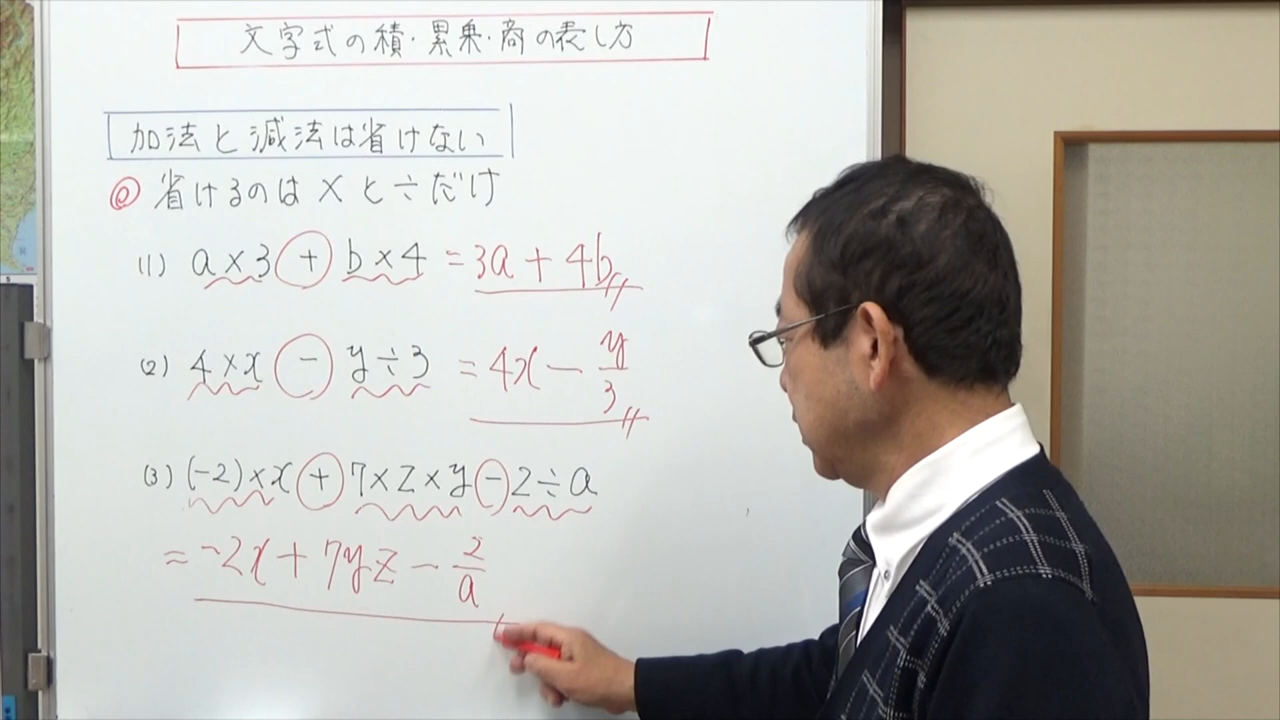 文字式の積・累乗・商の表し方
加法と減法は省けない
◎ 省けるのは×と÷だけ
(1) a×3+b×4 = 3a+4b
(2) 4×x−y÷3 = 4x−y/3
(3) (-2)×x+7×z×y−2÷a
= -2x+7yz−2/a